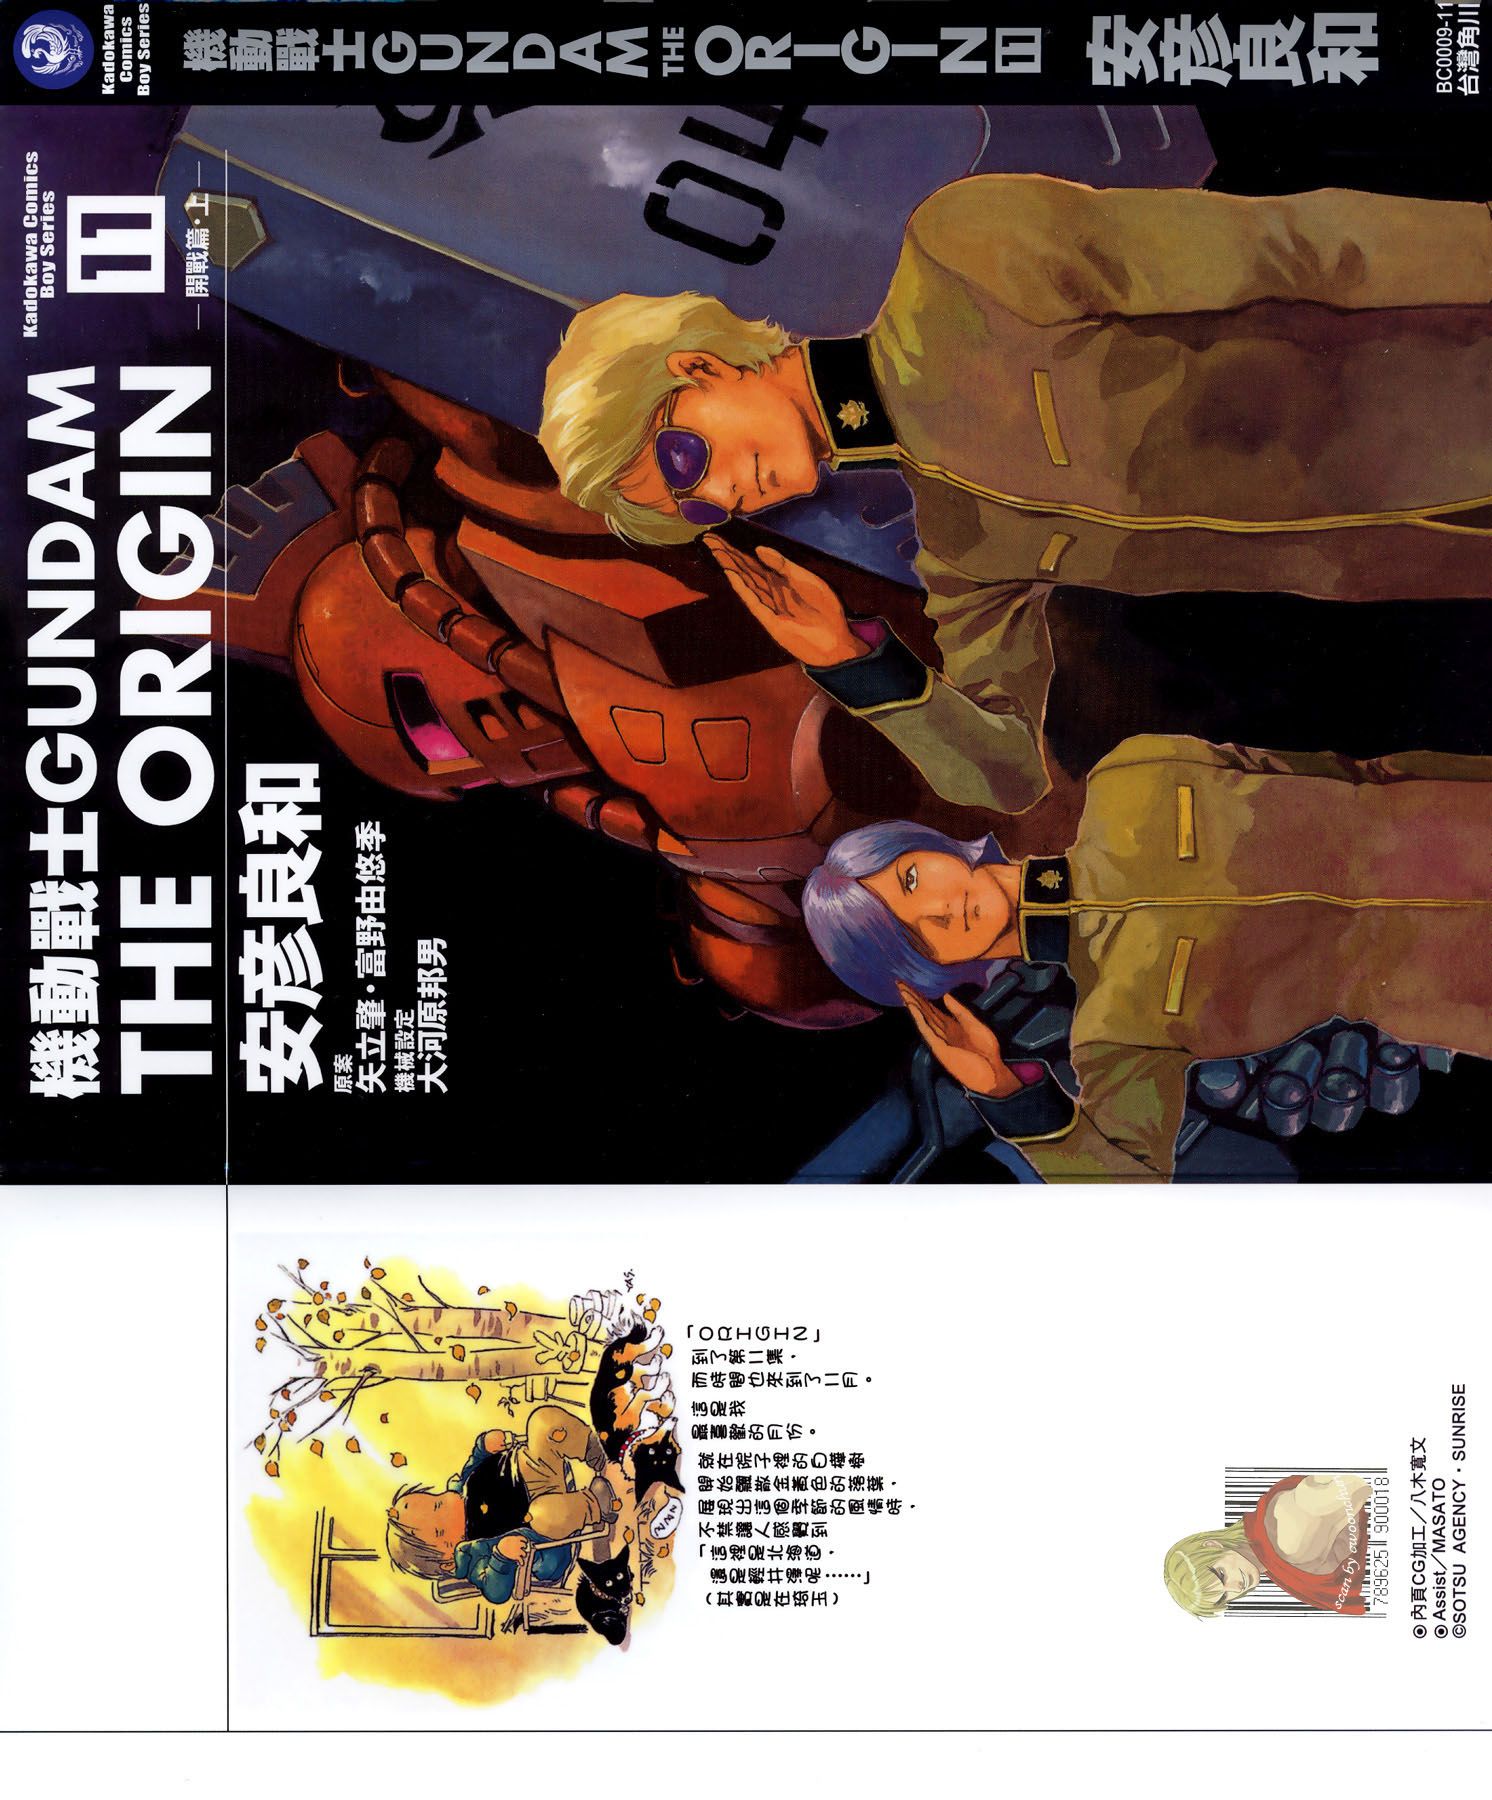 Kadokawa
Comics
Boy Series
機動戰士GUNDAM THE ORIGIN 11
安彥良和
BC0009-11
台灣角川
Kadokawa Comics
Boy Series
機動戰士GUNDAM
11
THE ORIGIN
—開戰篇・上—
安彥良和
原案
矢立肇・富野由悠季
機械設定
大河原邦男
「ORIGIN」
到了第11集,
而時間也來到了11月。
這是我
最喜歡的月份。
就在院子裡的白樺樹
開始飄散金黃色的落葉,
展現出這個季節的風情時,
不禁讓人感覺到
「這裡是北海道,
還是輕井澤呢……」
(其實是在埼玉)
scan by
789625 900018
◉內頁CG加工/八木寬文
◉Assist/MASATO
©SOTSU AGENCY・SUNRISE